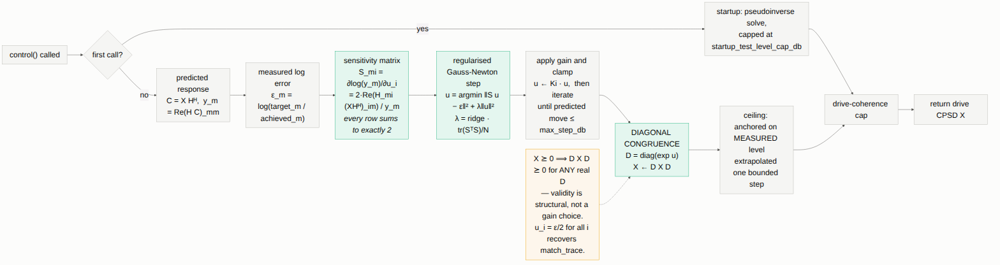 control() called
first call?
yes
no
startup: pseudoinverse
solve,
capped at
startup_test_level_cap_db
predicted
response
C = X Hᴴ,  y_m
= Re(H C)_mm
measured log
error
ε_m =
log(target_m /
achieved_m)
sensitivity matrix
S_mi =
∂log(y_m)/∂u_i
= 2·Re(H_mi
(XHᴴ)_im) / y_m
every row sums
to exactly 2
regularised
Gauss-Newton
step
u = argmin ‖S u
− ε‖² + λ‖u‖²
λ = ridge ·
tr(SᵀS)/N
apply gain and
clamp
u ← Ki · u,  then
iterate
until predicted
move ≤
max_step_db
X ⪰ 0 ⟹ D X D
⪰ 0 for ANY real
D
— validity is
structural, not a
gain choice.
u_i = ε/2 for all i
recovers
match_trace.
DIAGONAL
CONGRUENCE
D = diag(exp u)
X ← D X D
ceiling:
anchored on
MEASURED
level
extrapolated
one bounded
step
drive-coherence
cap
return drive
CPSD X